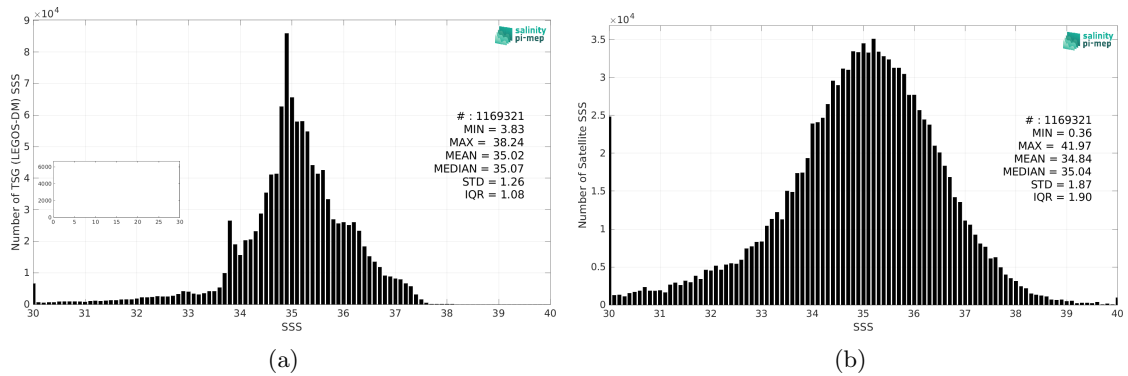 ×10⁴
9
8
7
6
5
4
3
2
1
0
Number of TSG (LEGOS-DM) SSS
salinity
pi-mep
# : 1169321
MIN = 3.83
MAX = 38.24
MEAN = 35.02
MEDIAN = 35.07
STD = 1.26
IQR = 1.08
6000
4000
2000
0
0 5 10 15 20 25 30
30 31 32 33 34 35 36 37 38 39 40
SSS
(a)
×10⁴
3.5
3
2.5
2
1.5
1
0.5
0
Number of Satellite SSS
salinity
pi-mep
# : 1169321
MIN = 0.36
MAX = 41.97
MEAN = 34.84
MEDIAN = 35.04
STD = 1.87
IQR = 1.90
30 31 32 33 34 35 36 37 38 39 40
SSS
(b)